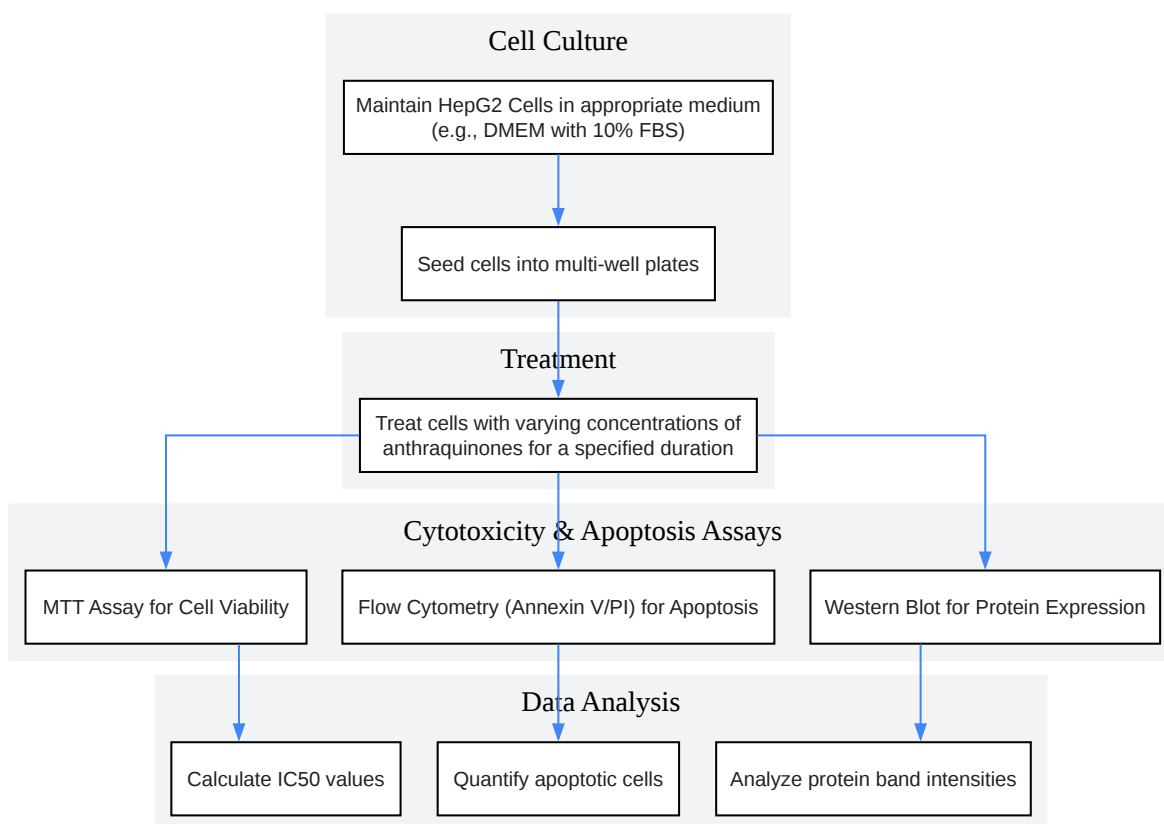 Cell Culture
Maintain HepG2 Cells in appropriate medium
(e.g., DMEM with 10% FBS)
Seed cells into multi-well plates
Treatment
Treat cells with varying concentrations of
anthraquinones for a specified duration
Cytotoxicity & Apoptosis Assays
MTT Assay for Cell Viability
Flow Cytometry (Annexin V/PI) for Apoptosis
Western Blot for Protein Expression
Data Analysis
Calculate IC50 values
Quantify apoptotic cells
Analyze protein band intensities